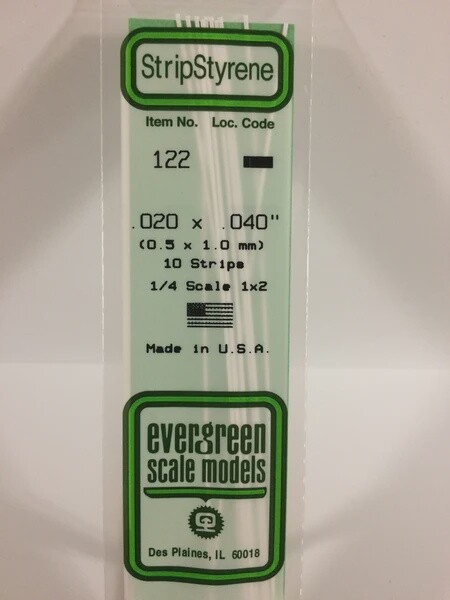 StripStyrene
Item No. Loc. Code
122
.020 x .040"
(0.5 x 1.0 mm)
10 Strips
1/4 Scale 1x2
Made in U.S.A.
evergreen
scale models
Des Plaines, IL 60018